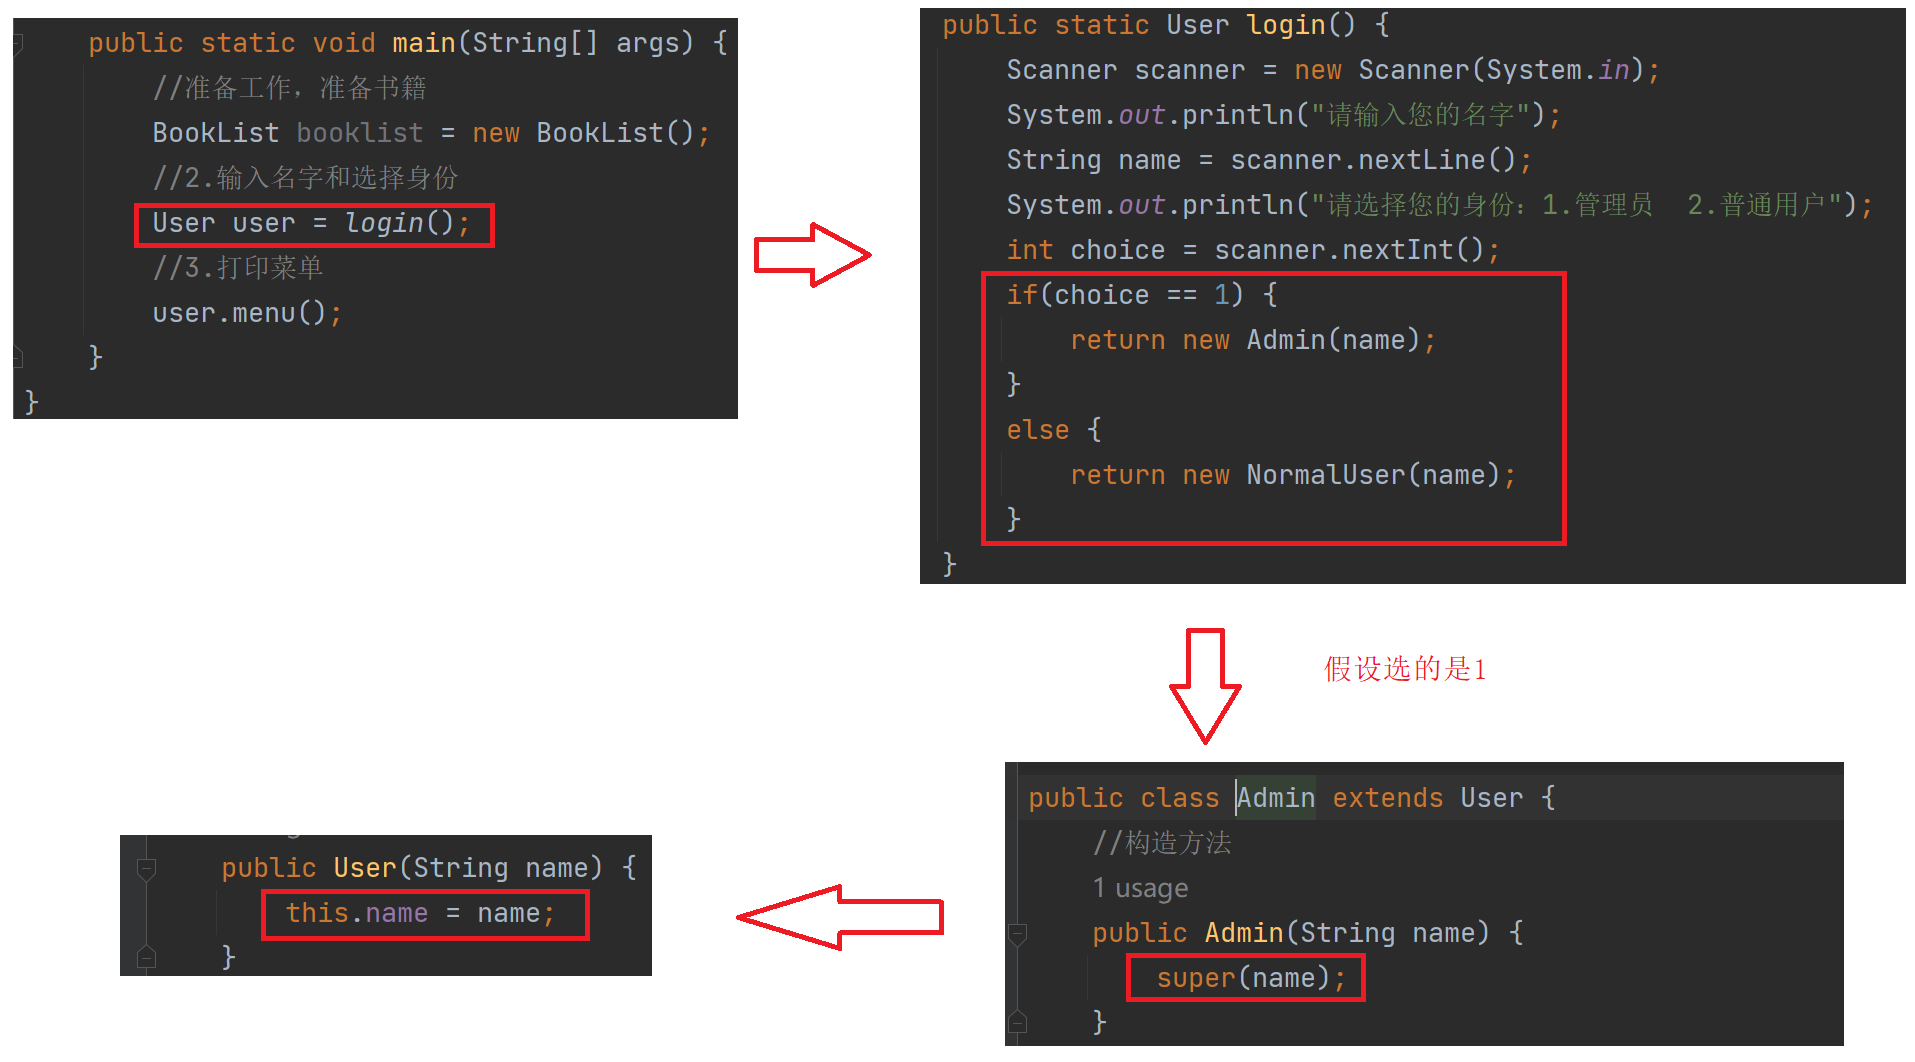 public static void main(String[] args) {
//准备工作，准备书籍
BookList booklist = new BookList();
//2.输入名字和选择身份
User user = login();
//3.打印菜单
user.menu();
}
}
public static User login() {
Scanner scanner = new Scanner(System.in);
System.out.println("请输入您的名字");
String name = scanner.nextLine();
System.out.println("请选择您的身份：1.管理员  2.普通用户");
int choice = scanner.nextInt();
if(choice == 1) {
return new Admin(name);
}
else {
return new NormalUser(name);
}
}
假设选的是1
public class Admin extends User {
//构造方法
1 usage
public Admin(String name) {
super(name);
}
public User(String name) {
this.name = name;
}